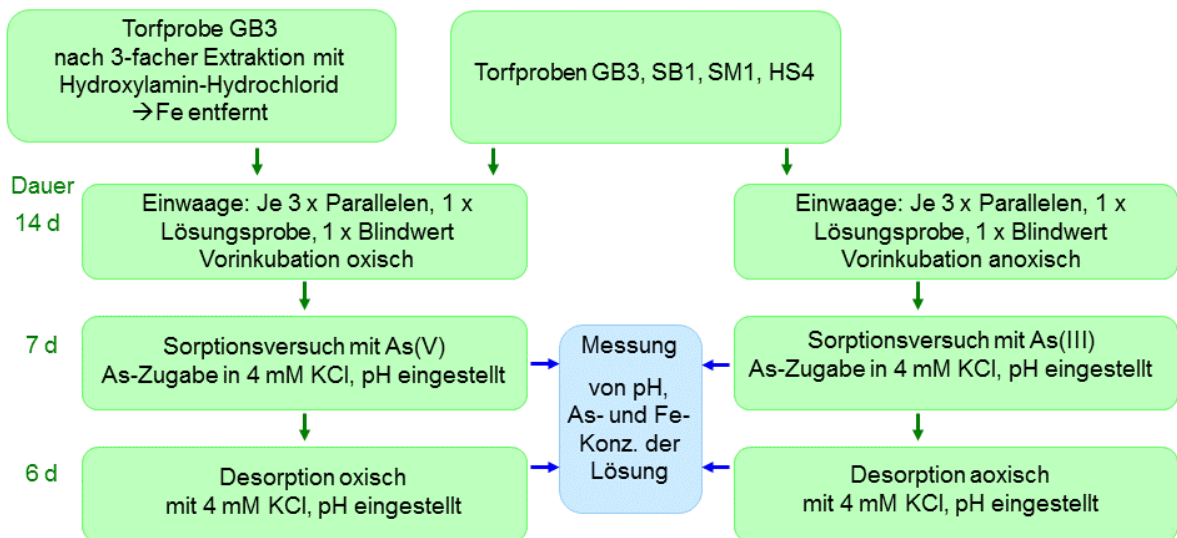 Torfprobe GB3
nach 3-facher Extraktion mit
Hydroxylamin-Hydrochlorid
→Fe entfernt
Torfproben GB3, SB1, SM1, HS4
Dauer
14 d
Einwaage: Je 3 x Parallelen, 1 x
Lösungsprobe, 1 x Blindwert
Vorinkubation oxisch
Einwaage: Je 3 x Parallelen, 1 x
Lösungsprobe, 1 x Blindwert
Vorinkubation anoxisch
7 d
Sorptionsversuch mit As(V)
As-Zugabe in 4 mM KCl, pH eingestellt
Messung
von pH,
As- und Fe-
Konz. der
Lösung
Sorptionsversuch mit As(III)
As-Zugabe in 4 mM KCl, pH eingestellt
6 d
Desorption oxisch
mit 4 mM KCl, pH eingestellt
Desorption aoxisch
mit 4 mM KCl, pH eingestellt